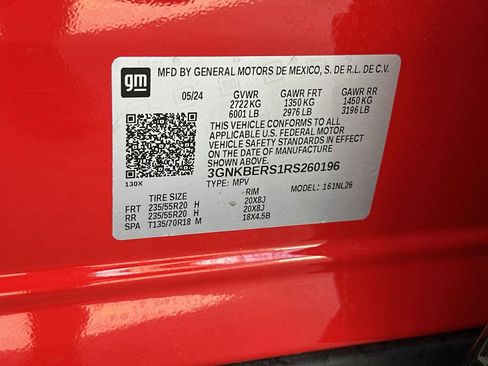 gm
MFD BY GENERAL MOTORS DE MEXICO, S. DE R.L. DE C.V.
05/24 GVWR GAWR FRT GAWR RR
2722 KG 1350 KG 1450 KG
6001 LB 2976 LB 3196 LB
THIS VEHICLE CONFORMS TO ALL
APPLICABLE U.S. FEDERAL MOTOR
VEHICLE SAFETY STANDARDS IN EFFECT
ON THE DATE OF MANUFACTURE
SHOWN ABOVE.
3GNKBERS1RS260196
130X TYPE: MPV MODEL: 161NL26
TIRE SIZE RIM
FRT 235/55R20 H 20X8J
RR 235/55R20 H 20X8J
SPA T135/70R18 M 18X4.5B